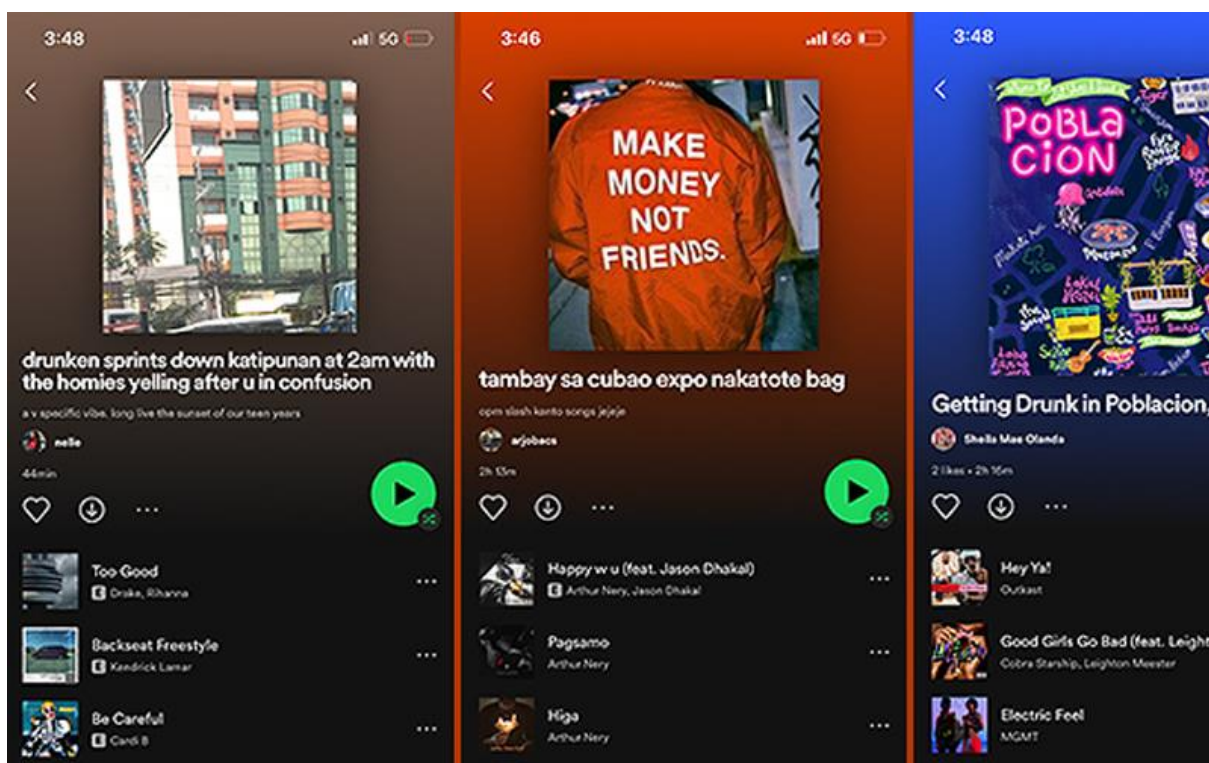 3:48
5G
drunken sprints down katipunan at 2am with
the homies yelling after u in confusion
a v specific vibe. long live the sunset of our teen years
nelle
44min
Too Good
E Drake, Rihanna
Backseat Freestyle
E Kendrick Lamar
Be Careful
E Cardi B
3:46
5G
MAKE
MONEY
NOT
FRIENDS.
tambay sa cubao expo nakatote bag
opm slash kanto songs jejeje
arjobacs
2h 13m
Happy w u (feat. Jason Dhakal)
E Arthur Nery, Jason Dhakal
Pagsamo
Arthur Nery
Higa
Arthur Nery
3:48
POBLA
CION
Getting Drunk in Poblacion,
Sheila Mae Olanda
2 likes • 2h 16m
Hey Ya!
Outkast
Good Girls Go Bad (feat. Leight
Cobra Starship, Leighton Meester
Electric Feel
MGMT